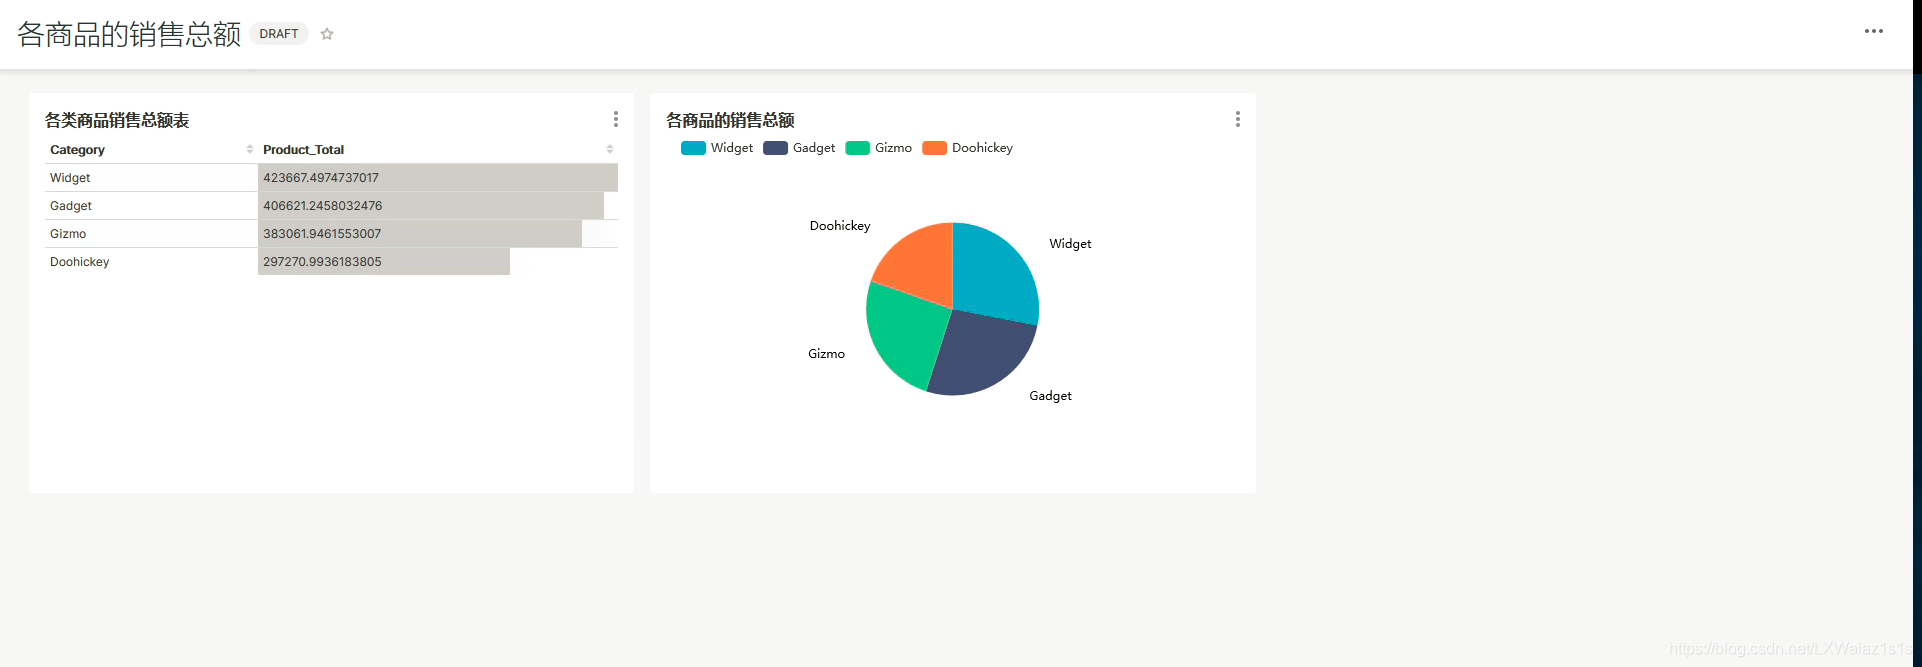 各商品的销售总额 DRAFT
各类商品销售总额表
Category Product_Total
Widget 423667.4974737017
Gadget 406621.2458032476
Gizmo 383061.9461553007
Doohickey 297270.9936183805
各商品的销售总额
Widget Gadget Gizmo Doohickey
Doohickey
Widget
Gizmo
Gadget
https://blog.csdn.net/LXWalaz1s1s